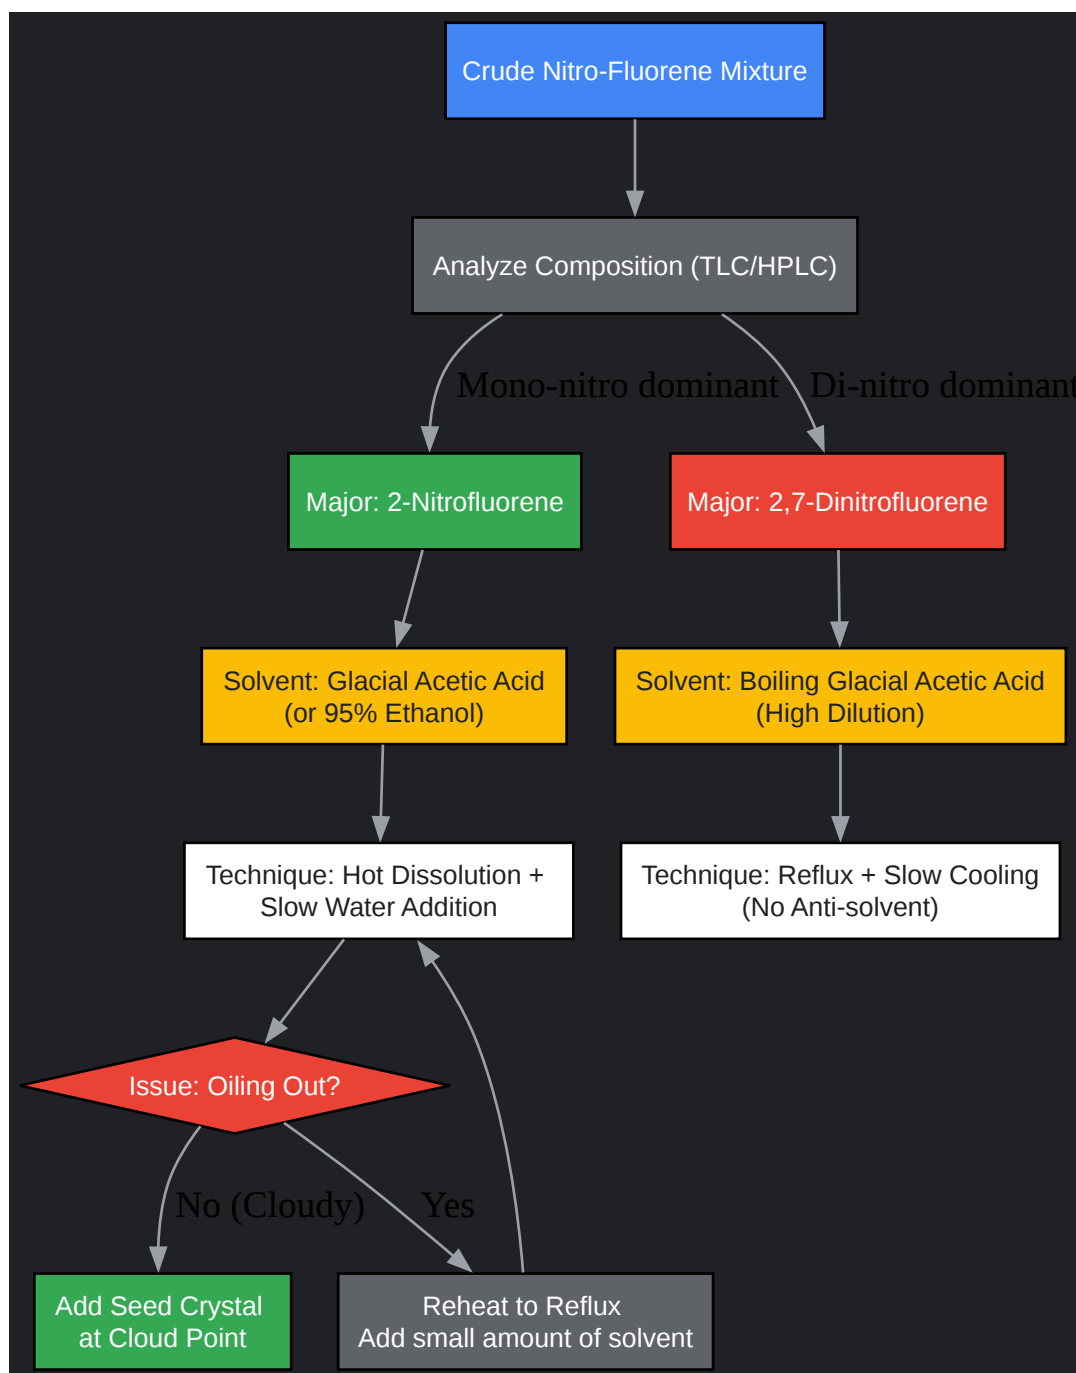 Crude Nitro-Fluorene Mixture
Analyze Composition (TLC/HPLC)
Mono-nitro dominant
Di-nitro dominant
Major: 2-Nitrofluorene
Major: 2,7-Dinitrofluorene
Solvent: Glacial Acetic Acid
(or 95% Ethanol)
Solvent: Boiling Glacial Acetic Acid
(High Dilution)
Technique: Hot Dissolution +
Slow Water Addition
Technique: Reflux + Slow Cooling
(No Anti-solvent)
Issue: Oiling Out?
No (Cloudy)
Yes
Add Seed Crystal
at Cloud Point
Reheat to Reflux
Add small amount of solvent